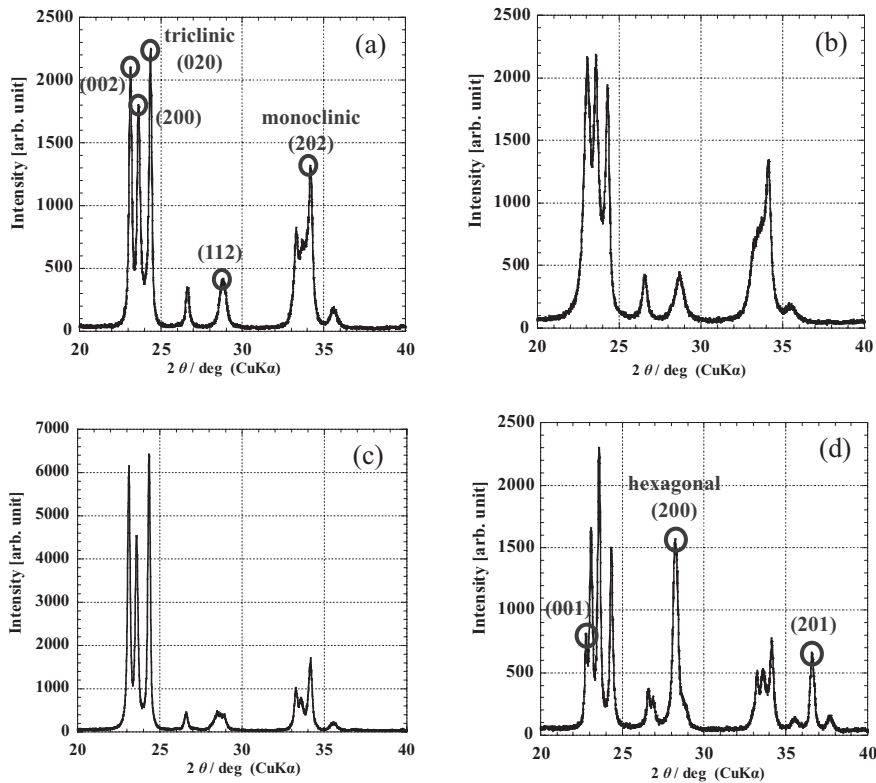 (a)
triclinic
(020)
(002)
(200)
monoclinic
(202)
(112)
Intensity [arb. unit]
2500
2000
1500
1000
500
0
20 25 30 35 40
2 θ / deg (CuKα)
(b)
Intensity [arb. unit]
2500
2000
1500
1000
500
0
20 25 30 35 40
2 θ / deg (CuKα)
(c)
Intensity [arb. unit]
7000
6000
5000
4000
3000
2000
1000
0
20 25 30 35 40
2 θ / deg (CuKα)
(d)
hexagonal
(200)
(001)
(201)
Intensity [arb. unit]
2500
2000
1500
1000
500
0
20 25 30 35 40
2 θ / deg (CuKα)